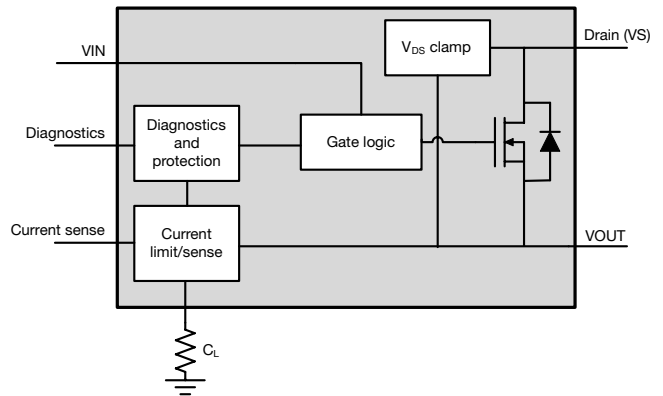 Drain (VS)
VIN
VDS clamp
Diagnostics
Diagnostics
and
protection
Gate logic
Current sense
Current
limit/sense
VOUT
CL